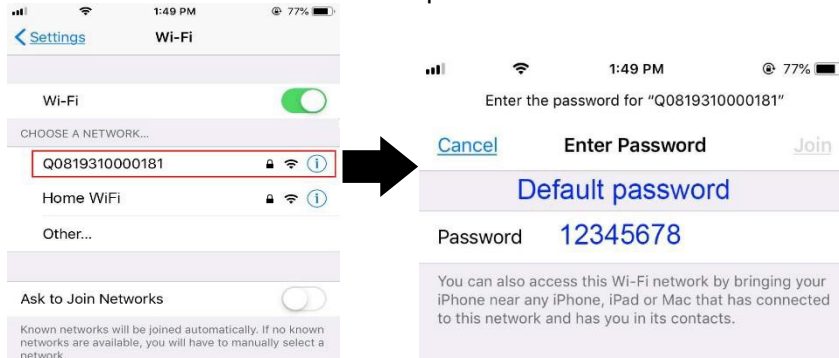 1:49 PM
77%
Settings
Wi-Fi
Wi-Fi
CHOOSE A NETWORK...
Q0819310000181
Home WiFi
Other...
Ask to Join Networks
Known networks will be joined automatically. If no known
networks are available, you will have to manually select a
network.
1:49 PM
77%
Enter the password for “Q0819310000181”
Cancel
Enter Password
Join
Default password
Password 12345678
You can also access this Wi-Fi network by bringing your
iPhone near any iPhone, iPad or Mac that has connected
to this network and has you in its contacts.